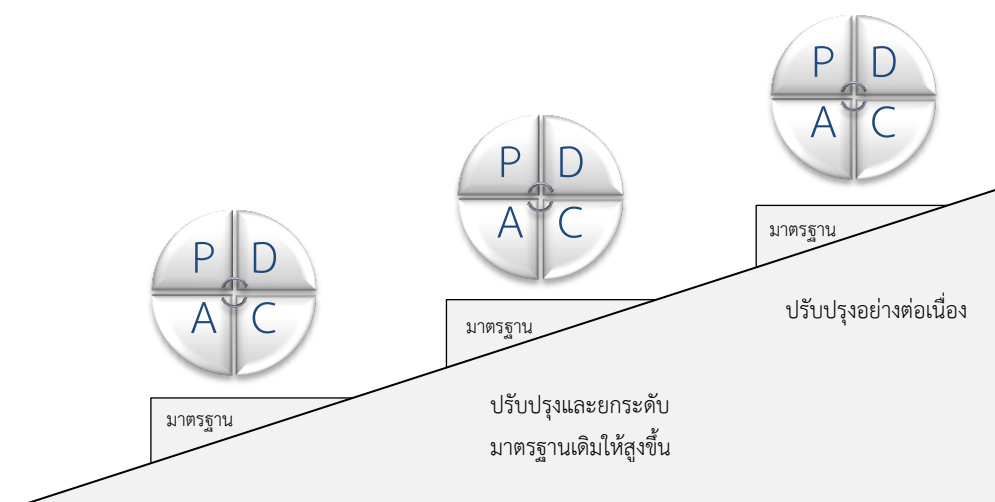 P D
A C
มาตรฐาน
P D
A C
มาตรฐาน
P D
A C
มาตรฐาน
ปรับปรุงอย่างต่อเนื่อง
ปรับปรุงและยกระดับ
มาตรฐานเดิมให้สูงขึ้น